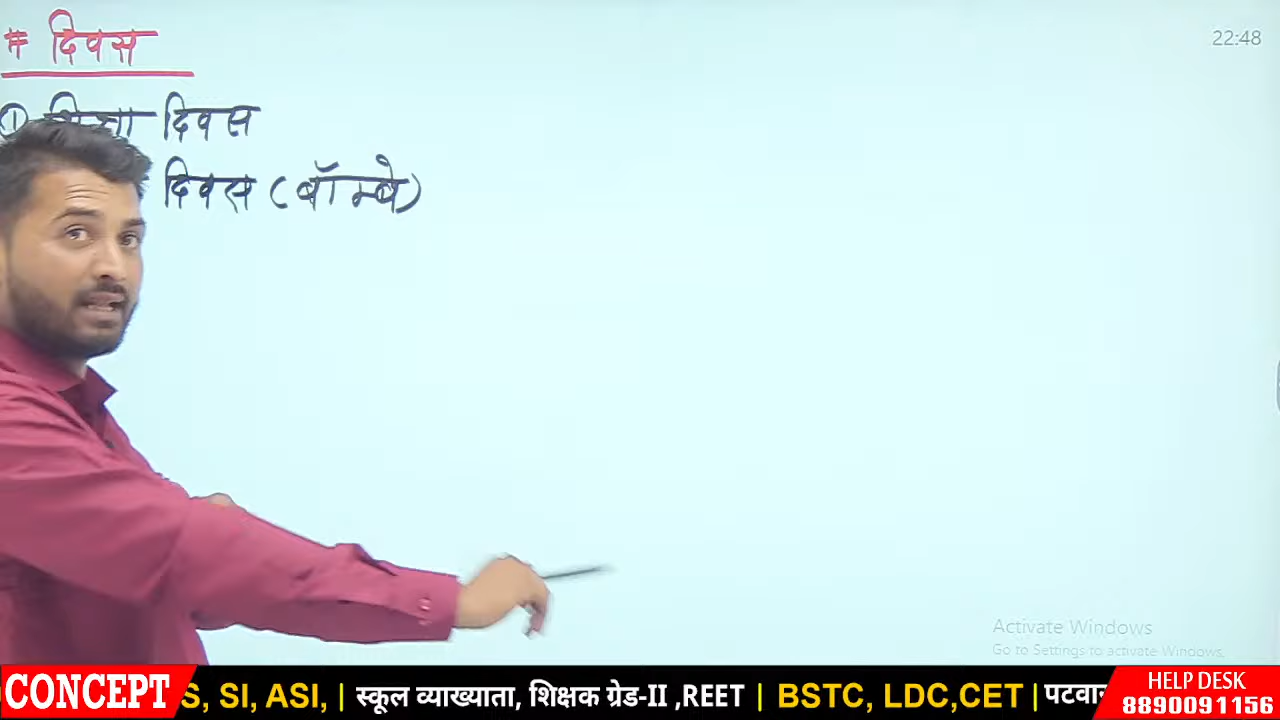 # दिवस
22:48
① दिवस
दिवस (बॉम्बे)
Activate Windows
Go to Settings to activate Windows.
CONCEPT S, SI, ASI, | स्कूल व्याख्याता, शिक्षक ग्रेड-II ,REET | BSTC, LDC,CET | पटवार
HELP DESK
8890091156